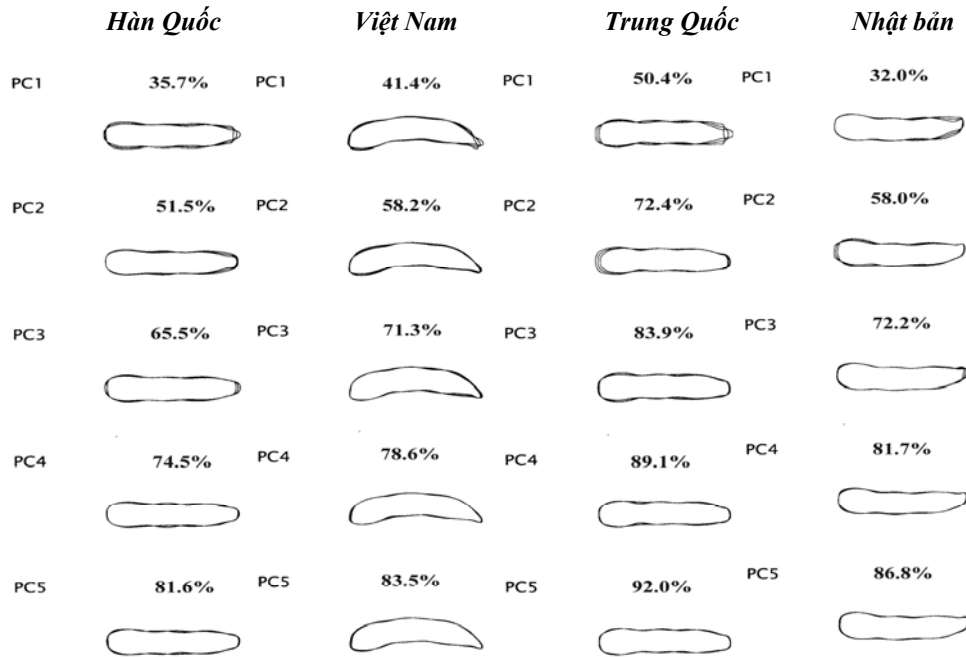 Hàn Quốc Việt Nam Trung Quốc Nhật bản
PC1 35.7% PC1 41.4% PC1 50.4% PC1 32.0%
PC2 51.5% PC2 58.2% PC2 72.4% PC2 58.0%
PC3 65.5% PC3 71.3% PC3 83.9% PC3 72.2%
PC4 74.5% PC4 78.6% PC4 89.1% PC4 81.7%
PC5 81.6% PC5 83.5% PC5 92.0% PC5 86.8%